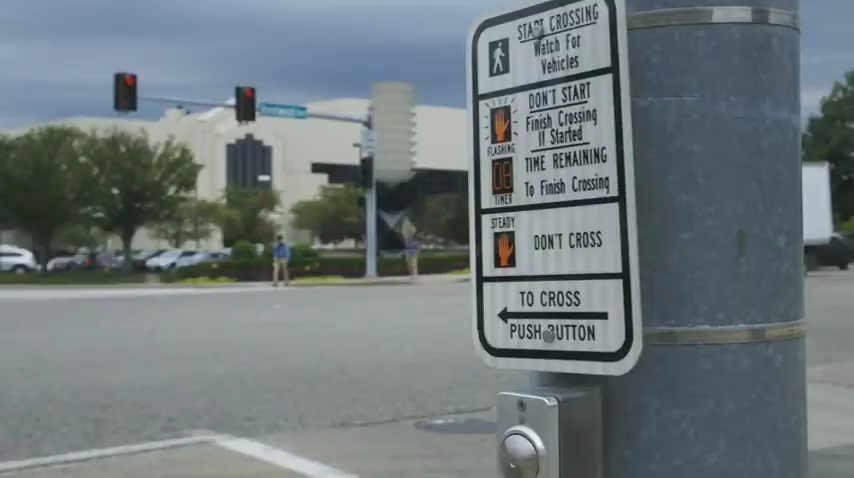 START CROSSING
Watch For
Vehicles
DON'T START
Finish Crossing
If Started
FLASHING
TIME REMAINING
To Finish Crossing
08
TIMER
STEADY
DON'T CROSS
TO CROSS
PUSH BUTTON